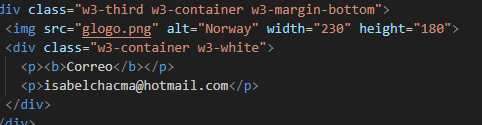 div class="w3-third w3-container w3-margin-bottom">
<img src="glogo.png" alt="Norway" width="230" height="180">
<div class="w3-container w3-white">
<p><b>Correo</b></p>
<p>isabelchacma@hotmail.com</p>
</div>
/div>